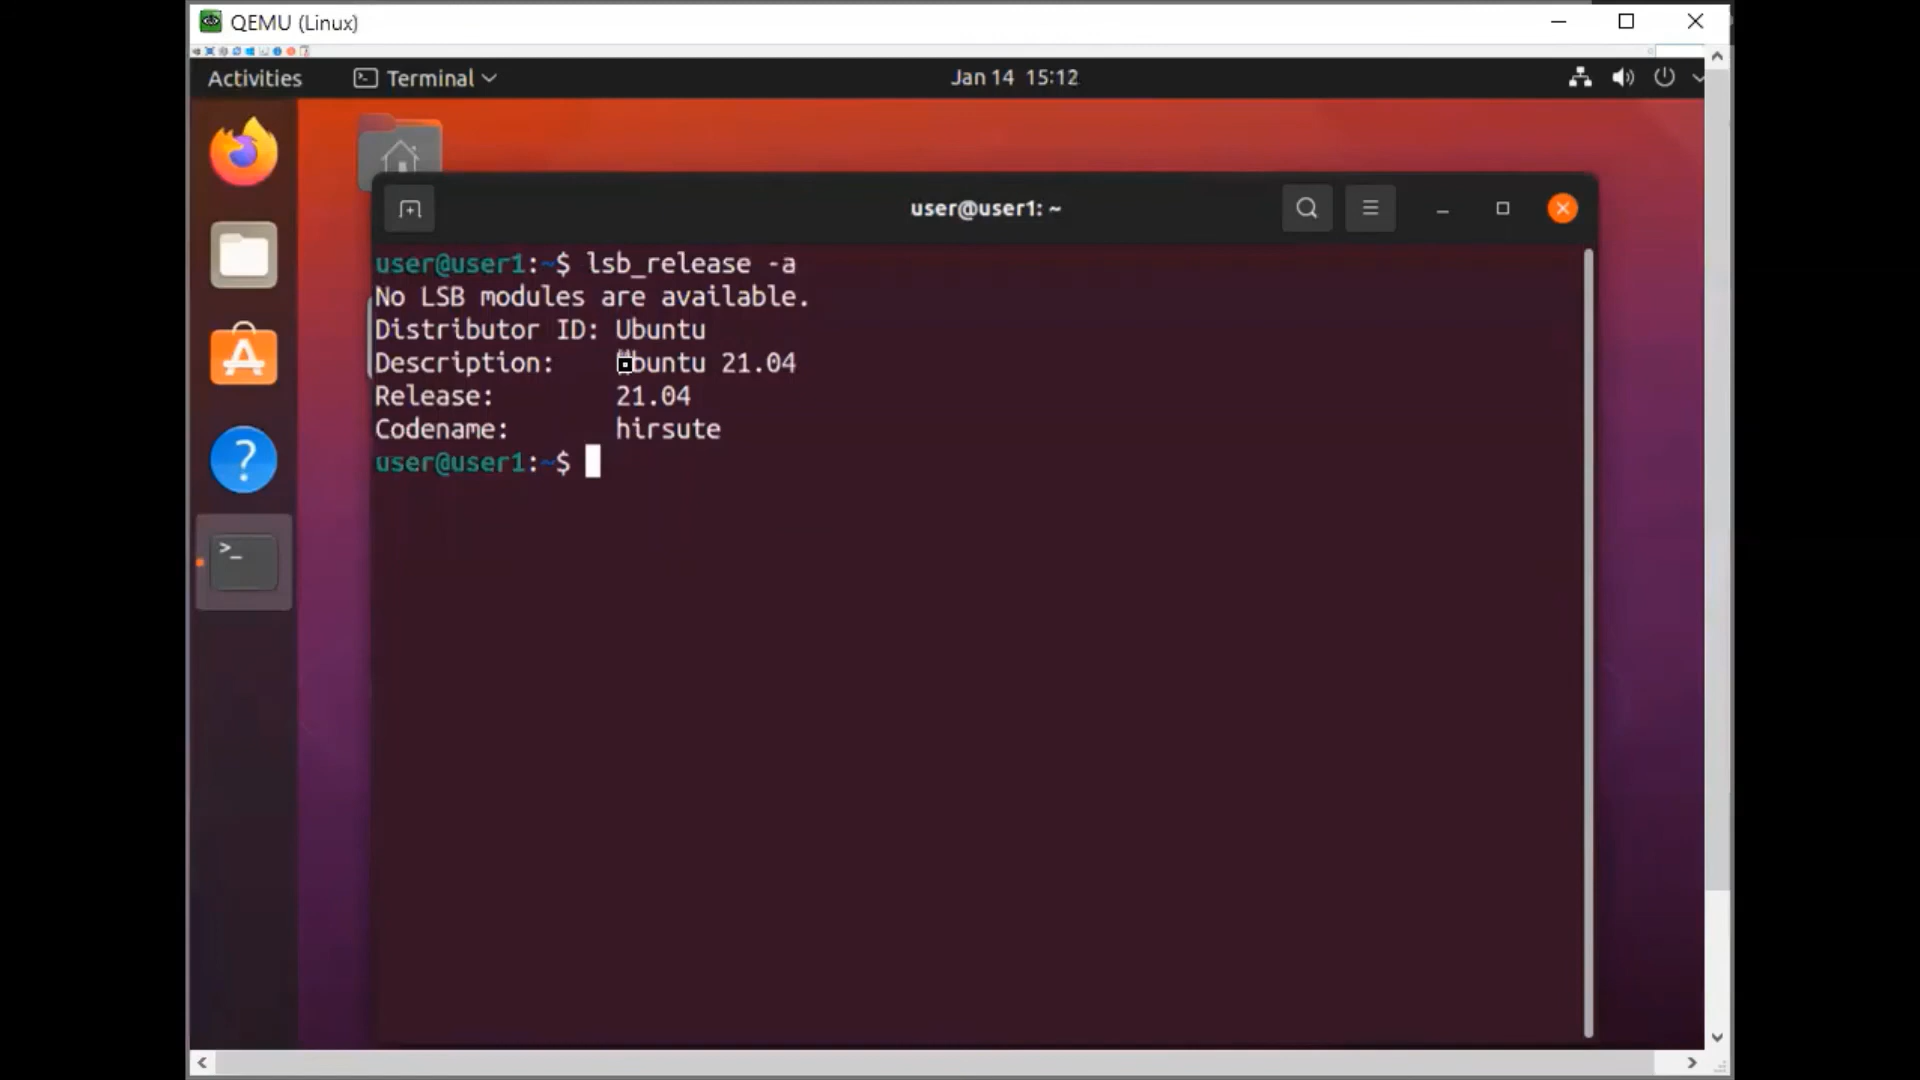 QEMU (Linux)
Activities
Terminal
Jan 14 15:12
user@user1: ~
user@user1:~$ lsb_release -a
No LSB modules are available.
Distributor ID: Ubuntu
Description: Ubuntu 21.04
Release: 21.04
Codename: hirsute
user@user1:~$